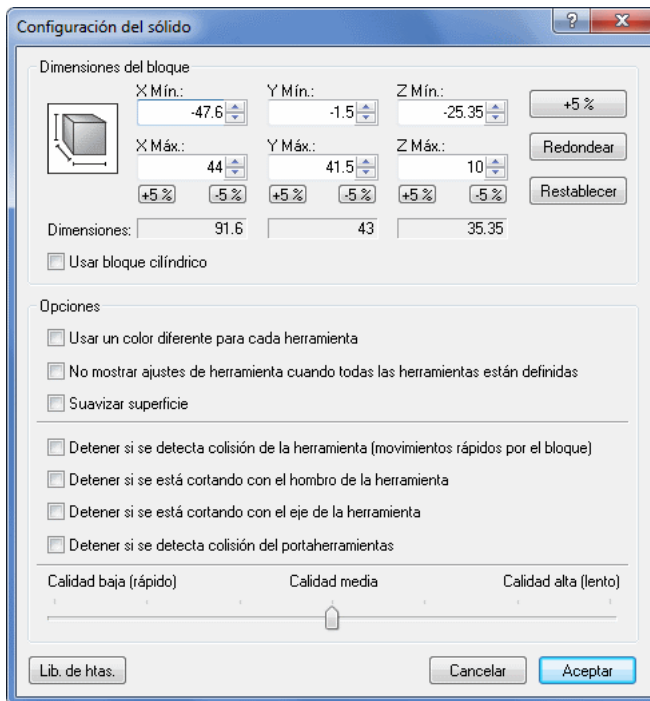 Configuración del sólido
Dimensiones del bloque
X Mín.: Y Mín.: Z Mín.:
-47.6 -1.5 -25.35 +5 %
X Máx.: Y Máx.: Z Máx.: Redondear
44 41.5 10
+5 % -5 % +5 % -5 % +5 % -5 % Restablecer
Dimensiones: 91.6 43 35.35
Usar bloque cilíndrico
Opciones
Usar un color diferente para cada herramienta
No mostrar ajustes de herramienta cuando todas las herramientas están definidas
Suavizar superficie
Detener si se detecta colisión de la herramienta (movimientos rápidos por el bloque)
Detener si se está cortando con el hombro de la herramienta
Detener si se está cortando con el eje de la herramienta
Detener si se detecta colisión del portaherramientas
Calidad baja (rápido) Calidad media Calidad alta (lento)
Lib. de htas. Cancelar Aceptar